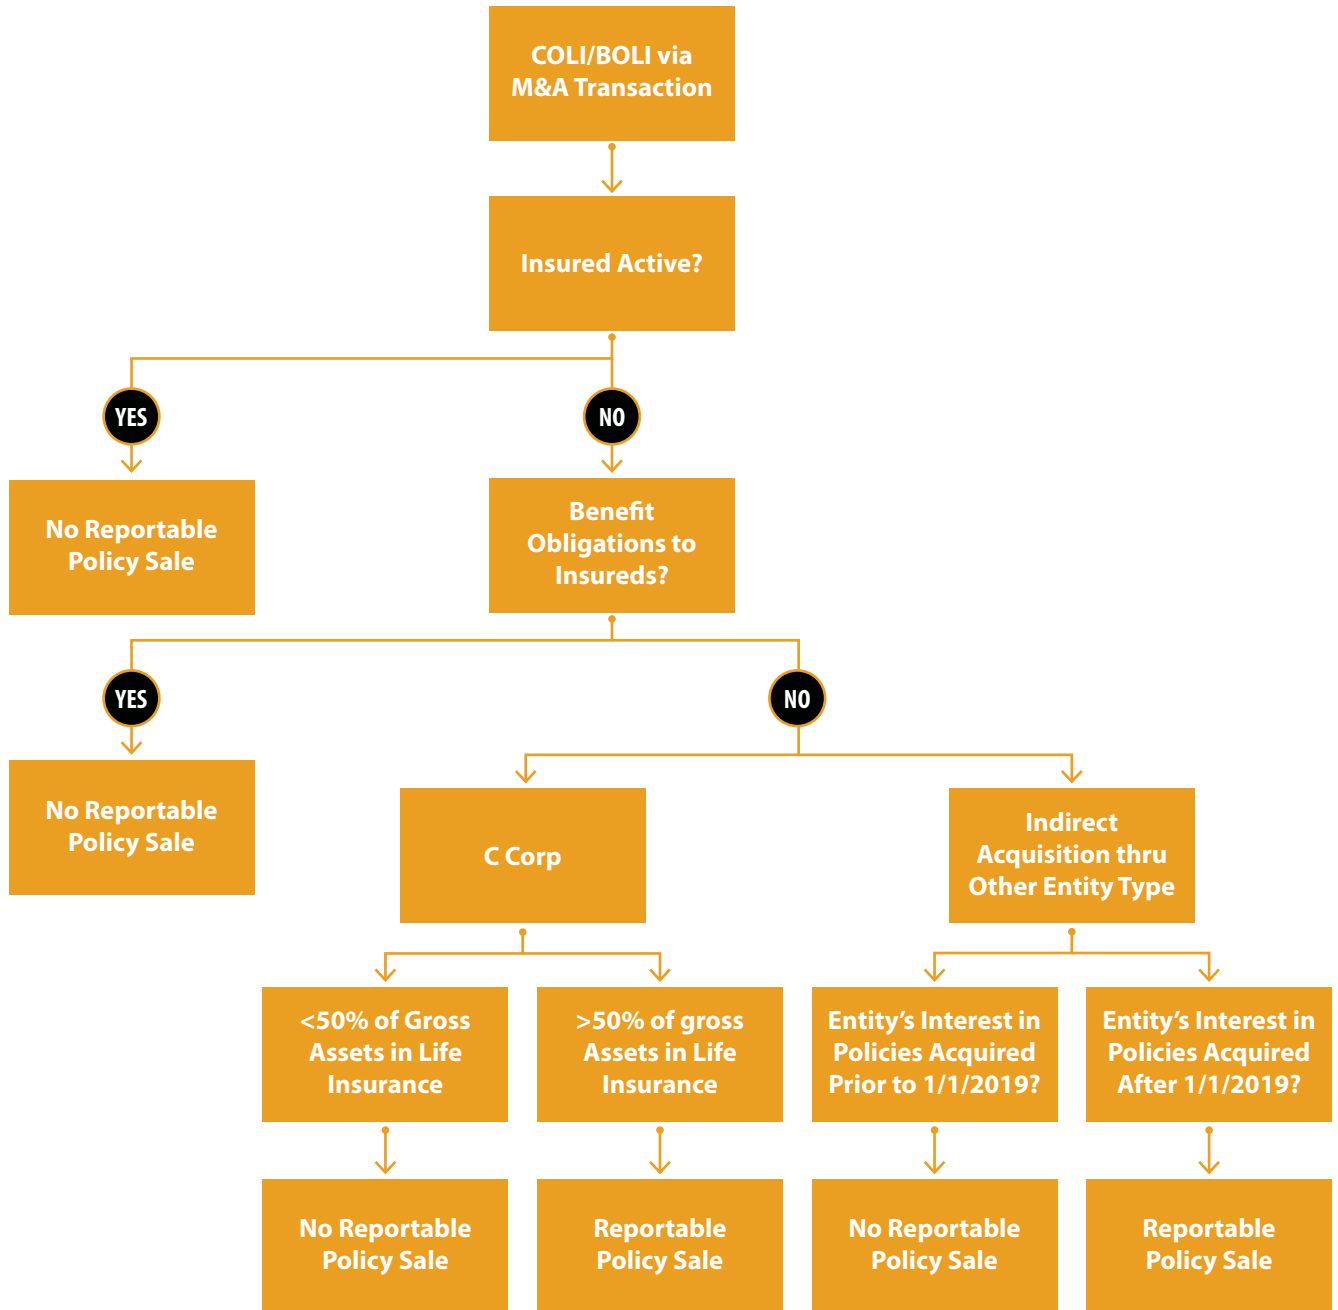 COLI/BOLI via
M&A Transaction
Insured Active?
YES
NO
No Reportable
Policy Sale
Benefit
Obligations to
Insureds?
YES
NO
No Reportable
Policy Sale
C Corp
Indirect
Acquisition thru
Other Entity Type
<50% of Gross
Assets in Life
Insurance
>50% of gross
Assets in Life
Insurance
Entity’s Interest in
Policies Acquired
Prior to 1/1/2019?
Entity’s Interest in
Policies Acquired
After 1/1/2019?
No Reportable
Policy Sale
Reportable
Policy Sale
No Reportable
Policy Sale
Reportable
Policy Sale